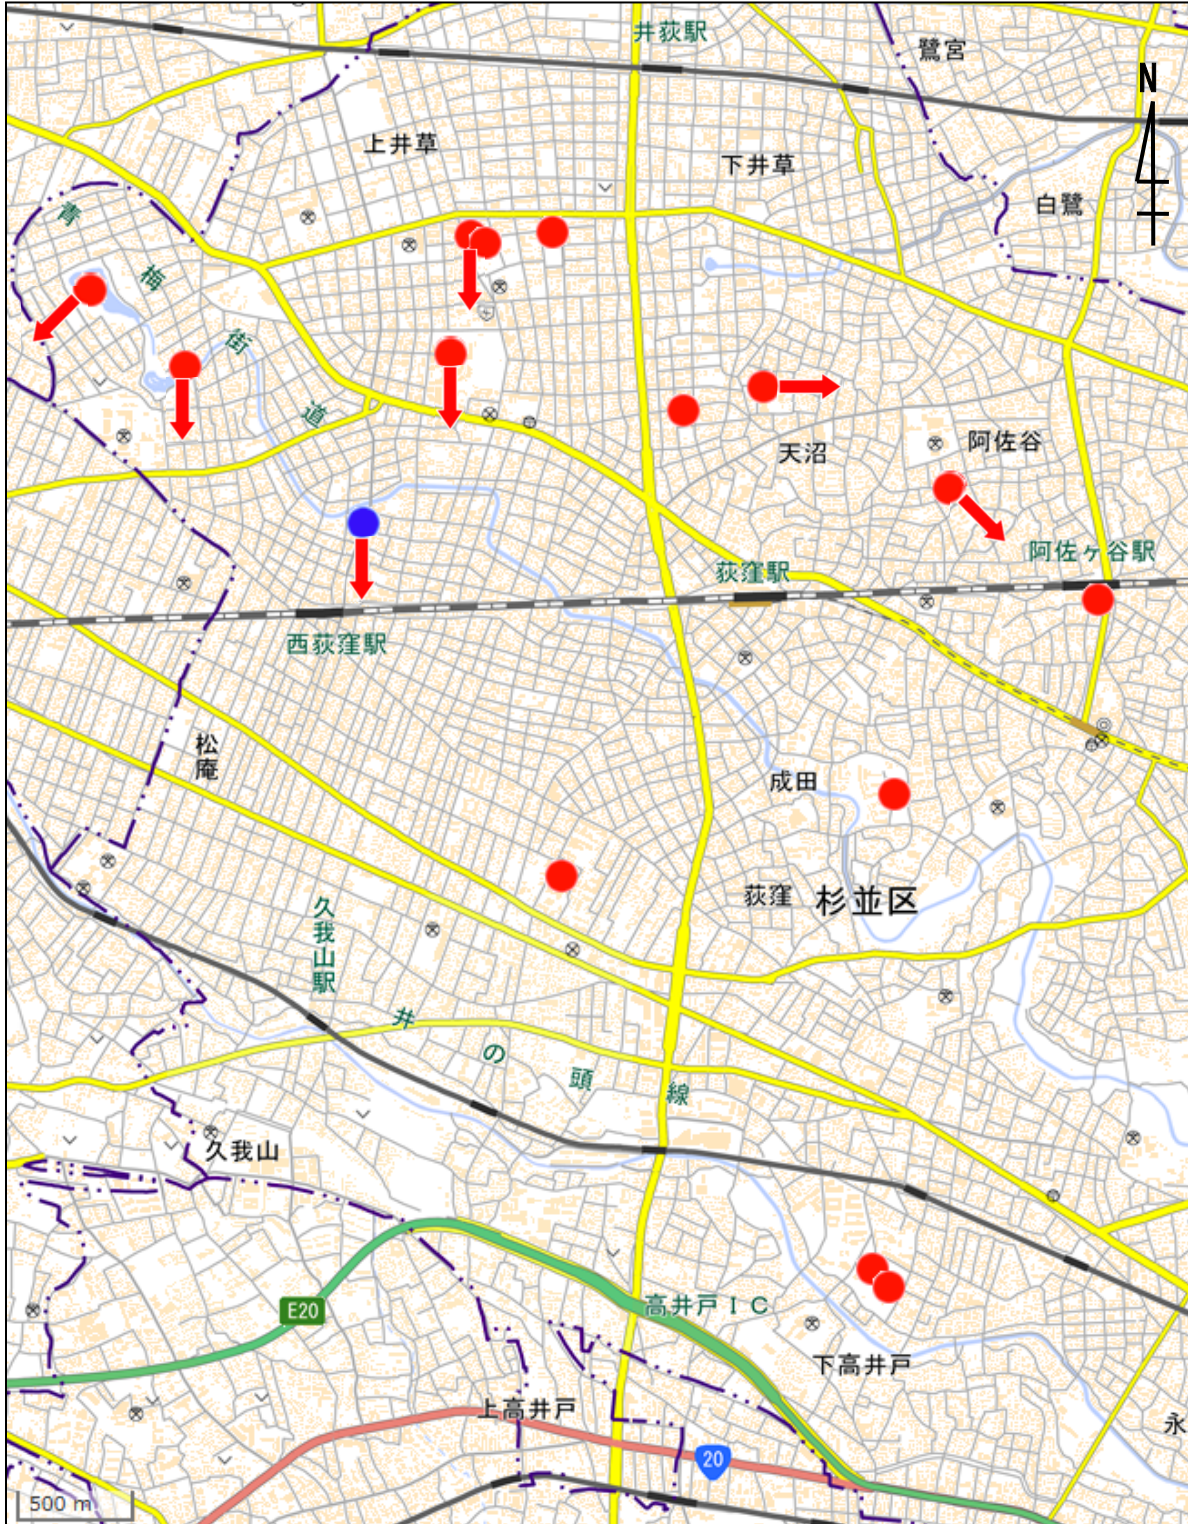 井荻駅
鷺宮
N
上井草
下井草
白鷺
青梅街道
天沼
阿佐谷
阿佐ヶ谷駅
荻窪駅
西荻窪駅
松庵
成田
荻窪
杉並区
久我山駅
井の頭線
久我山
E20
高井戸IC
下高井戸
上高井戸
永
20
500 m